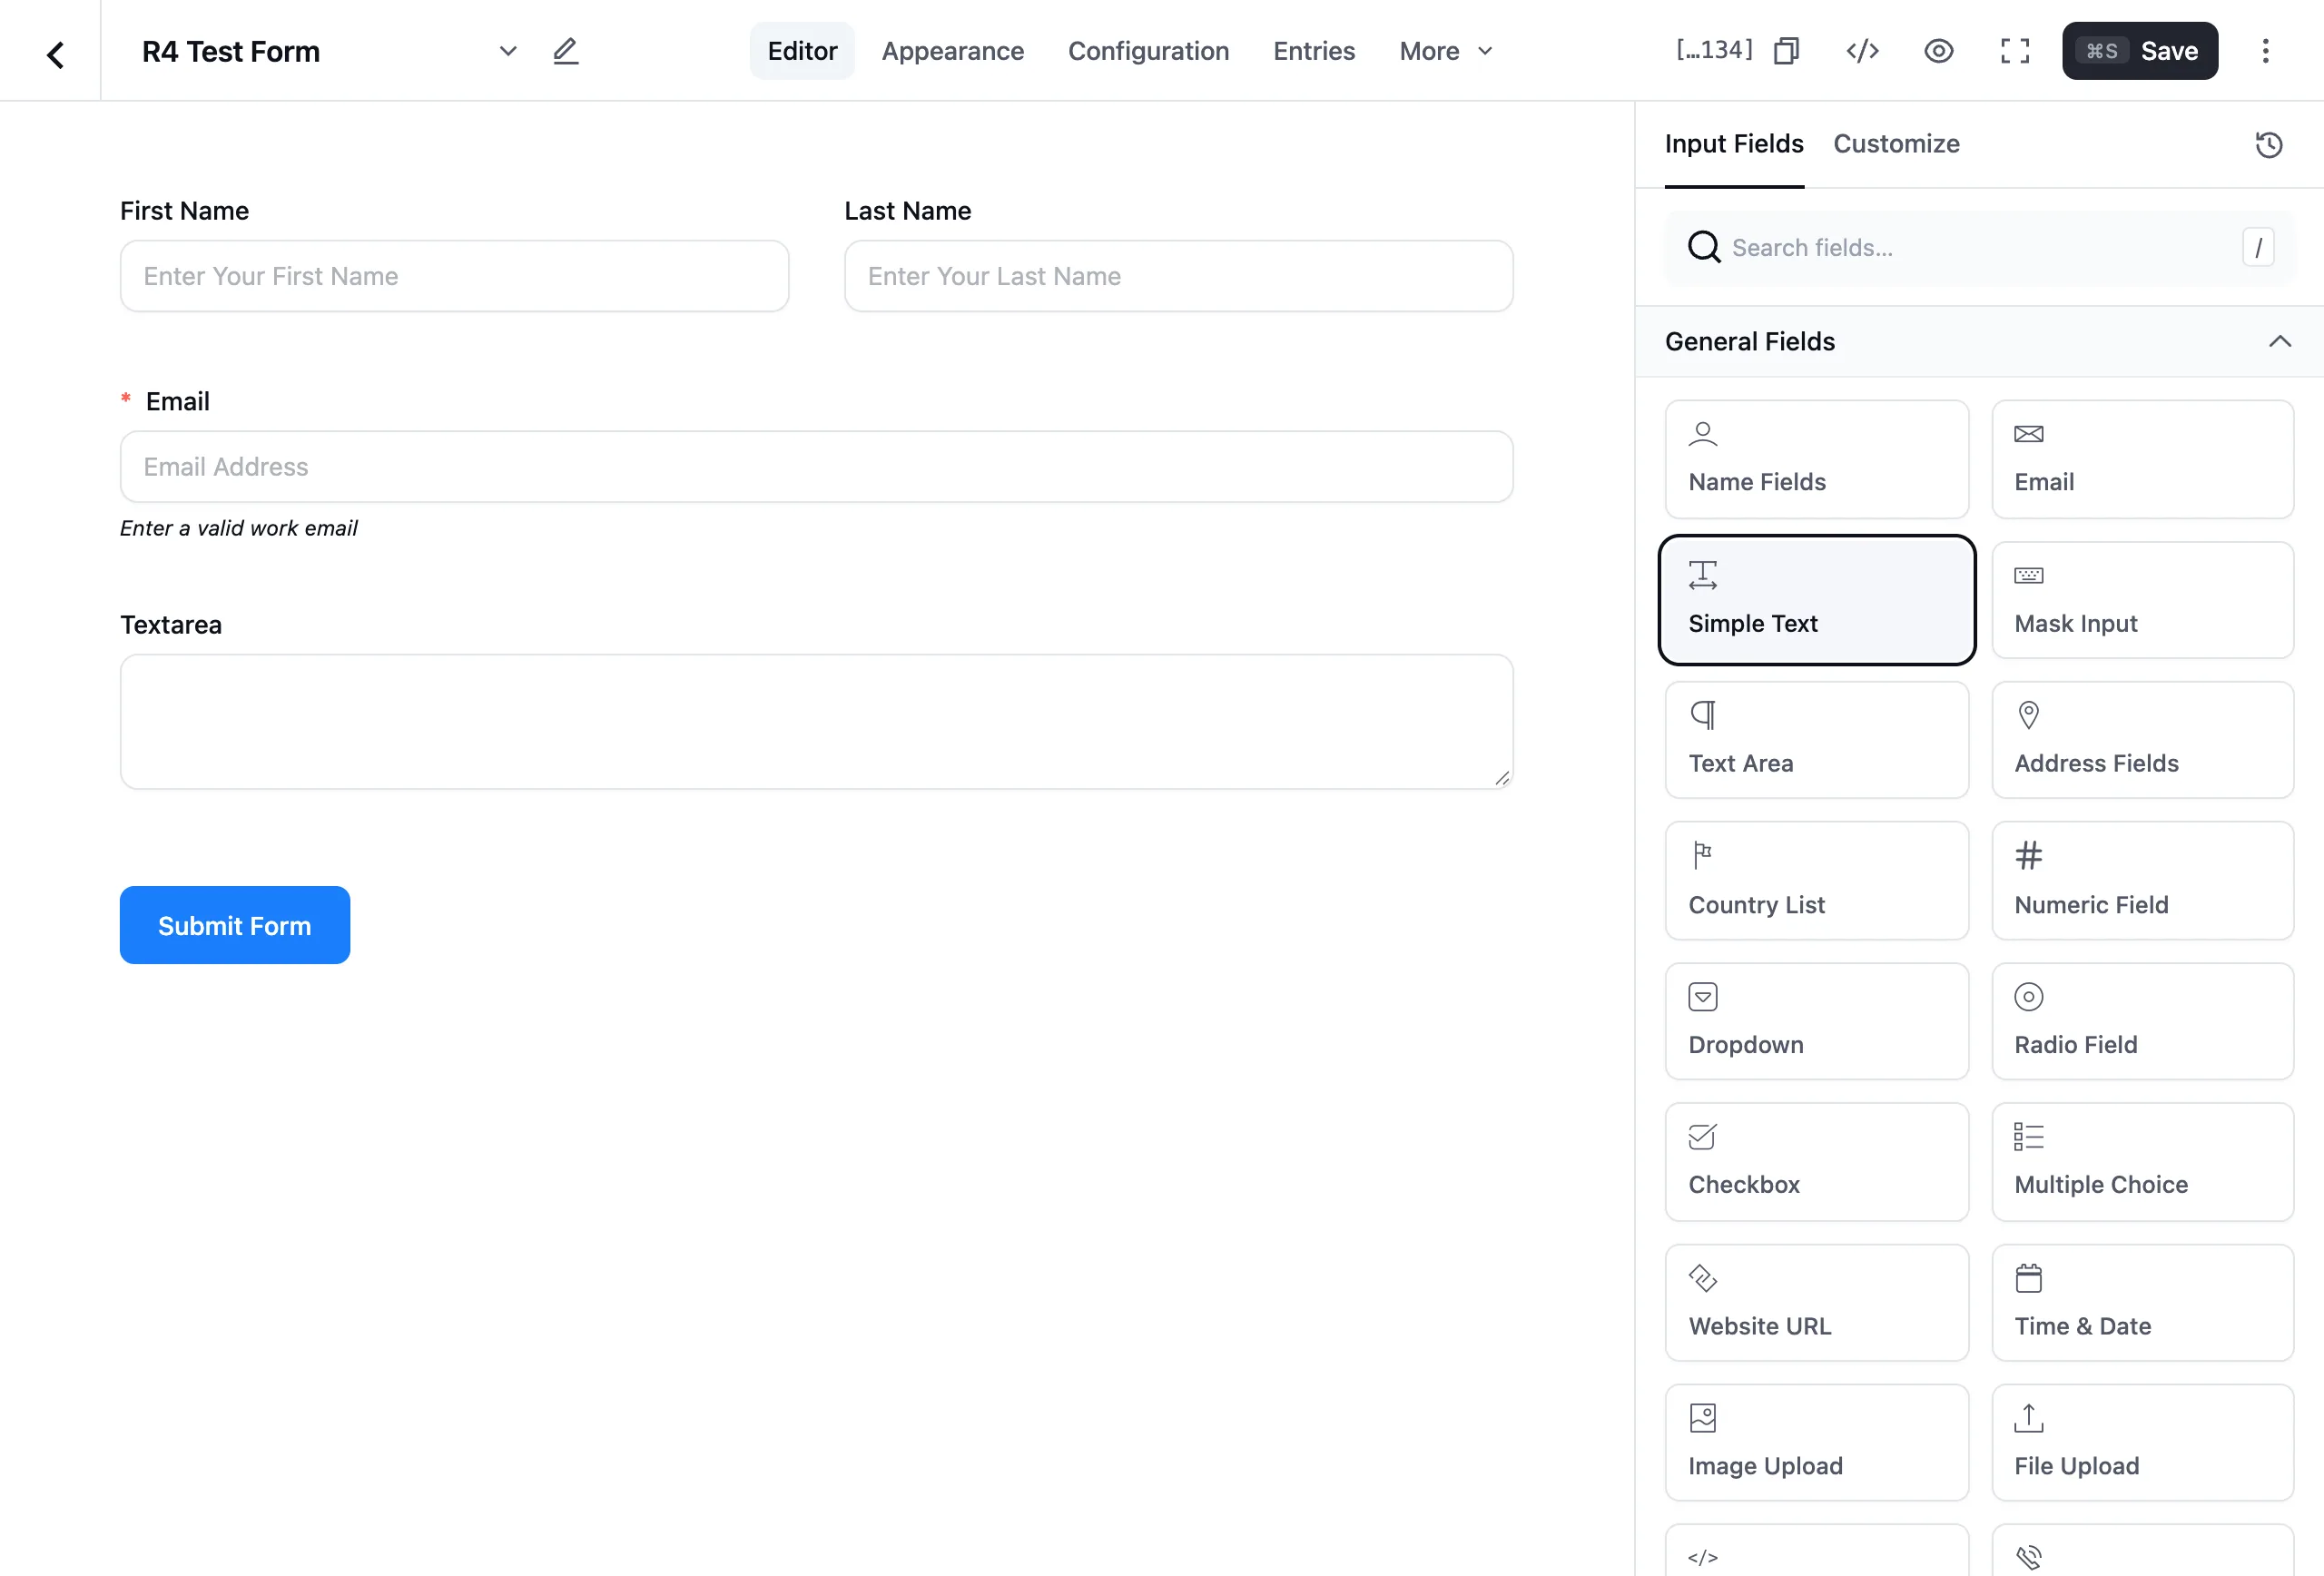 R4 Test Form
Editor
Appearance
Configuration
Entries
More
[…134]
⌘S Save
First Name
Last Name
Enter Your First Name
Enter Your Last Name
* Email
Email Address
Enter a valid work email
Textarea
Submit Form
Input Fields
Customize
Search fields...
/
General Fields
Name Fields
Email
Simple Text
Mask Input
Text Area
Address Fields
Country List
Numeric Field
Dropdown
Radio Field
Checkbox
Multiple Choice
Website URL
Time & Date
Image Upload
File Upload